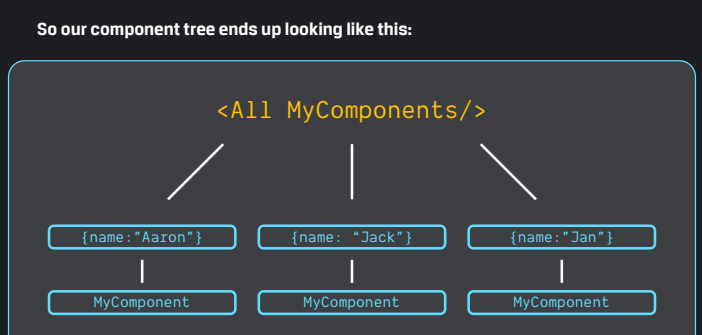 So our component tree ends up looking like this:
<All MyComponents/>
{name:”Aaron”} {name: “Jack”} {name:”Jan”}
MyComponent MyComponent MyComponent